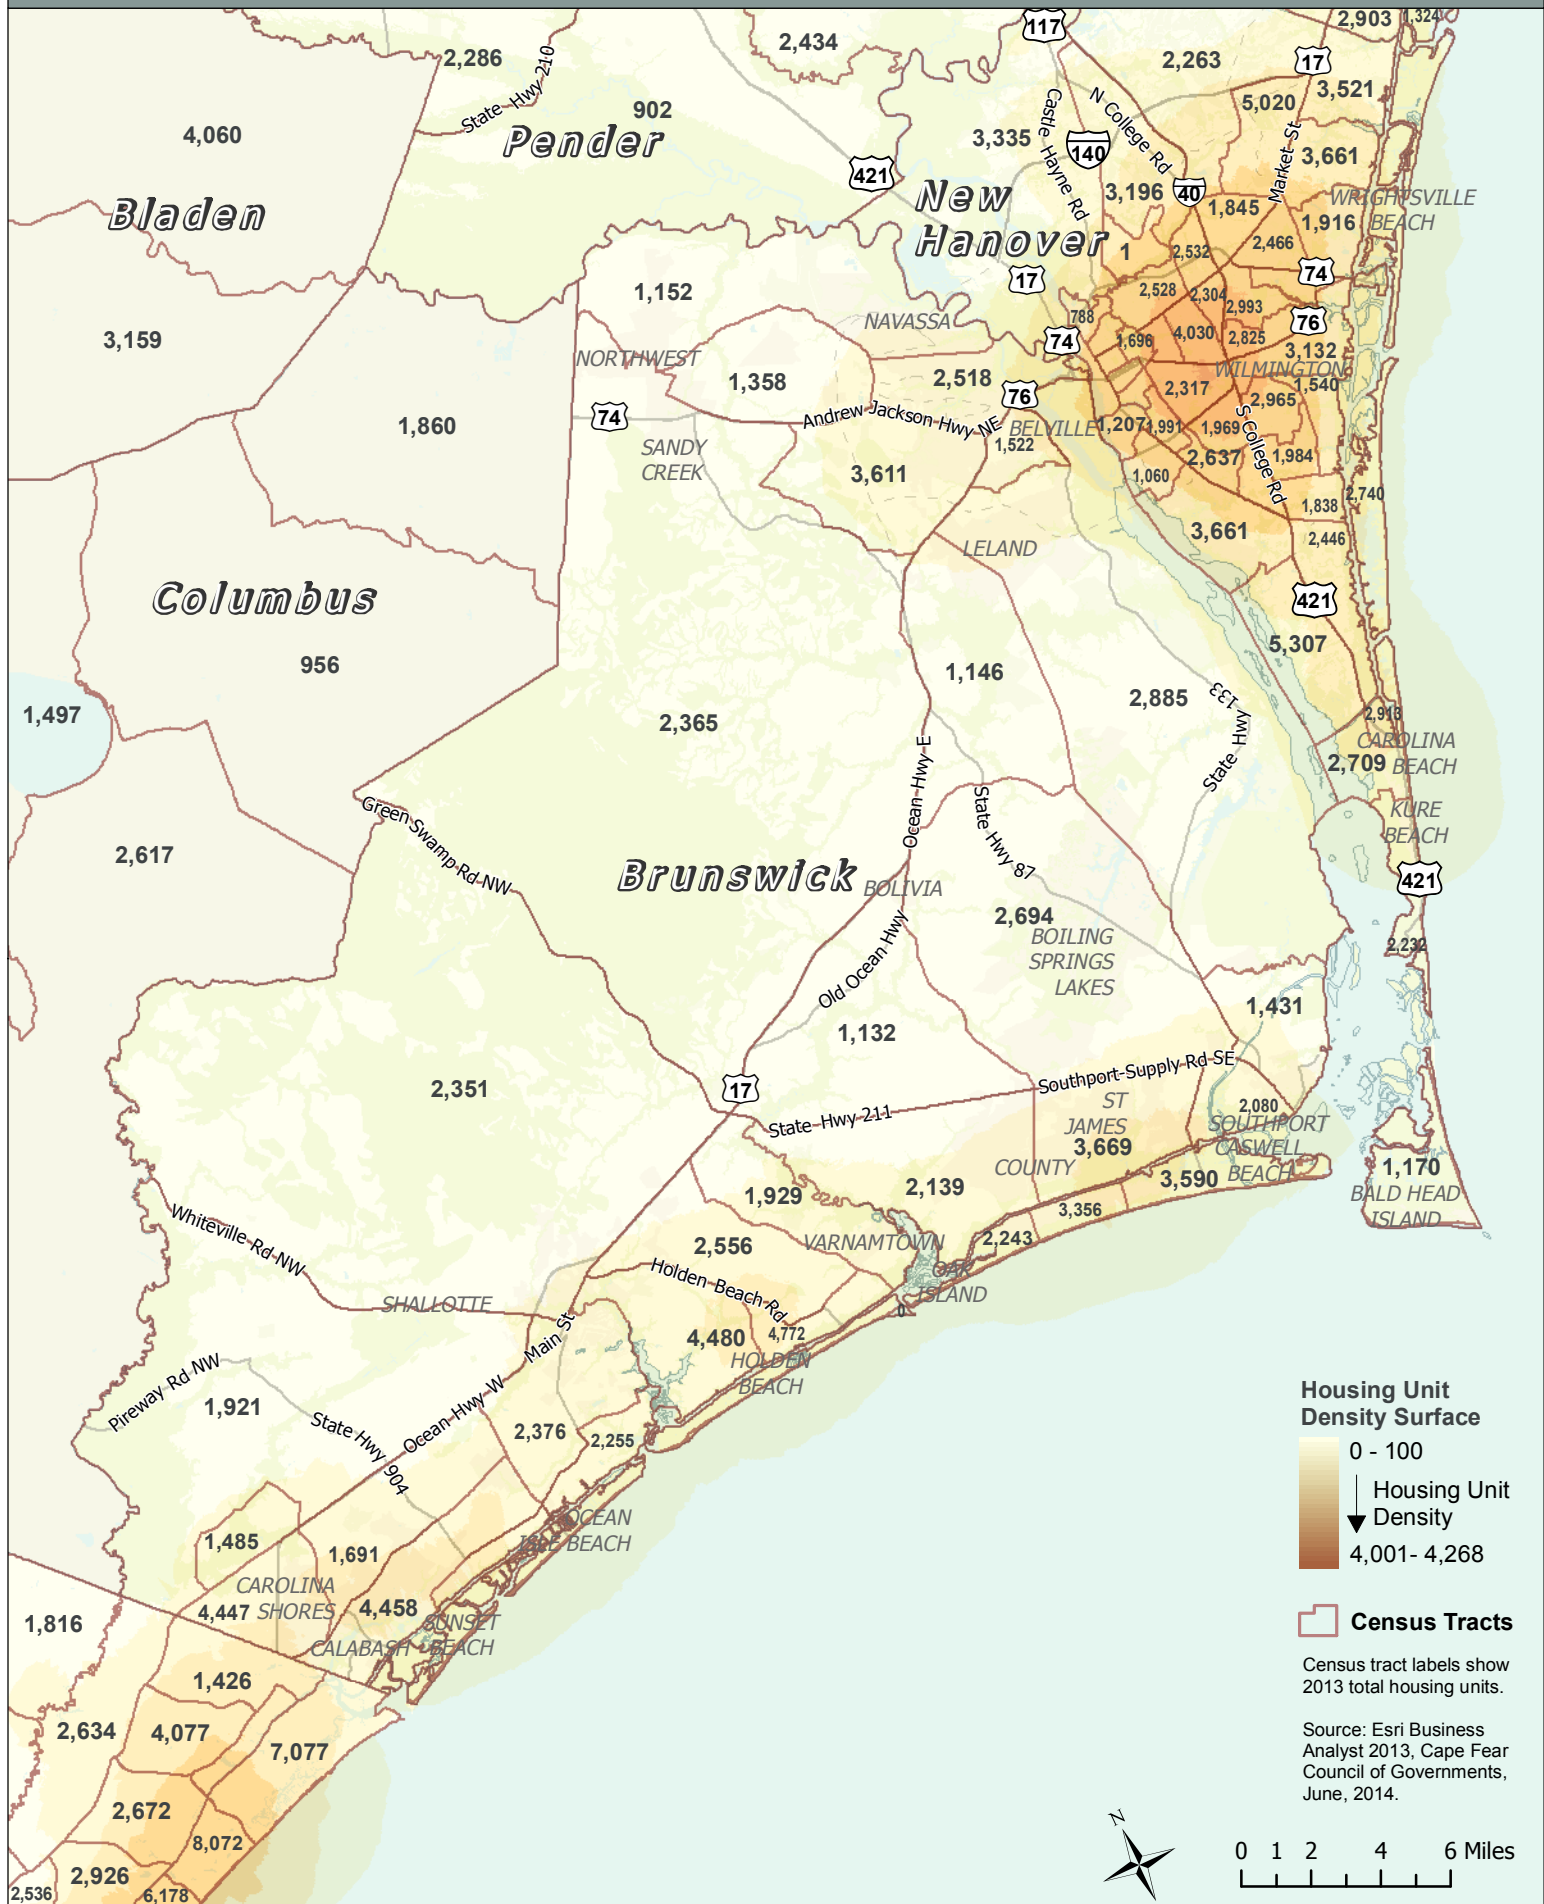 117
2,903
1,324
2,434
2,286
2,263
17
State Hwy 210
3,521
5,020
902
4,060
Pender
3,335
Castle Hayne Rd
N College Rd
140
Market St
3,661
421
New
Hanover
3,196
40
1,845
WRIGHTSVILLE
BEACH
1,916
Bladen
2,466
1
2,532
74
17
1,152
2,528
2,304
2,993
788
NAVASSA
76
4,030
2,825
1,696
74
3,159
3,132
NORTHWEST
WILMINGTON
1,358
2,518
1,540
2,317
76
2,965
74
Andrew Jackson Hwy NE
1,860
BELVILLE
1,207
1,991
1,969
S College Rd
1,522
SANDY
CREEK
2,637
1,984
3,611
1,060
2,740
1,838
3,661
2,446
LELAND
Columbus
421
5,307
956
1,146
2,885
State Hwy 133
1,497
2,365
2,913
CAROLINA
BEACH
2,709
Ocean Hwy E
State Hwy 87
KURE
BEACH
Green Swamp Rd NW
2,617
Brunswick
BOLIVIA
421
2,694
BOILING
SPRINGS
LAKES
2,232
Old Ocean Hwy
1,431
1,132
Southport-Supply Rd SE
2,351
17
ST
JAMES
2,080
State Hwy 211
SOUTHPORT
3,669
CASWELL
BEACH
COUNTY
1,170
3,590
BALD HEAD
ISLAND
2,139
1,929
3,356
Whiteville Rd NW
2,243
VARNAMTOWN
2,556
Holden Beach Rd
OAK
ISLAND
0
SHALLOTTE
Main St
4,480
4,772
HOLDEN
BEACH
Pireway Rd NW
1,921
State Hwy 904
Ocean Hwy W
2,376
2,255
OCEAN
ISLE BEACH
1,485
1,691
CAROLINA
SHORES
4,447
4,458
SUNSET
BEACH
CALABASH
1,816
1,426
2,634
4,077
7,077
2,672
8,072
2,926
2,536
6,178
Housing Unit
Density Surface
0 - 100
Housing Unit
Density
4,001- 4,268
Census Tracts
Census tract labels show
2013 total housing units.
Source: Esri Business
Analyst 2013, Cape Fear
Council of Governments,
June, 2014.
N
0 1 2 4 6 Miles